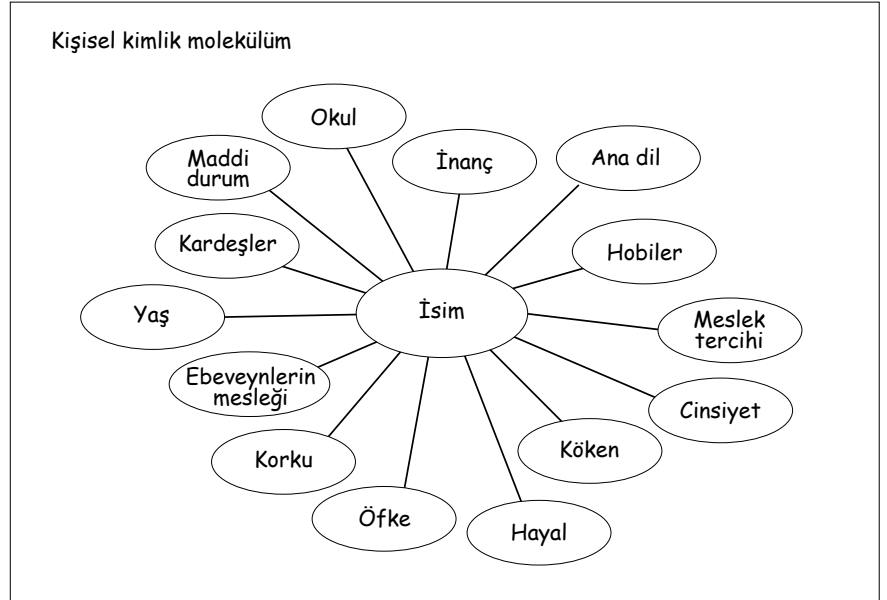 Kişisel kimlik molekülüm
Okul
İnanç
Ana dil
Maddi
durum
Kardeşler
Hobiler
Yaş
İsim
Meslek
tercihi
Ebeveynlerin
mesleği
Cinsiyet
Korku
Köken
Öfke
Hayal